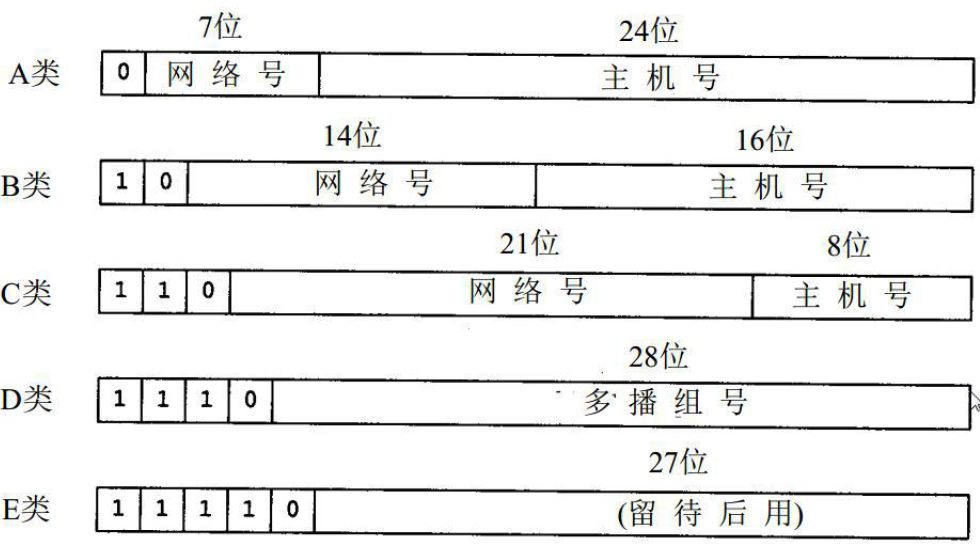 7位 24位
A类 0 网络号 主机号
14位 16位
B类 1 0 网络号 主机号
21位 8位
C类 1 1 0 网络号 主机号
28位
D类 1 1 1 0 多播组号
27位
E类 1 1 1 1 0 (留待后用)